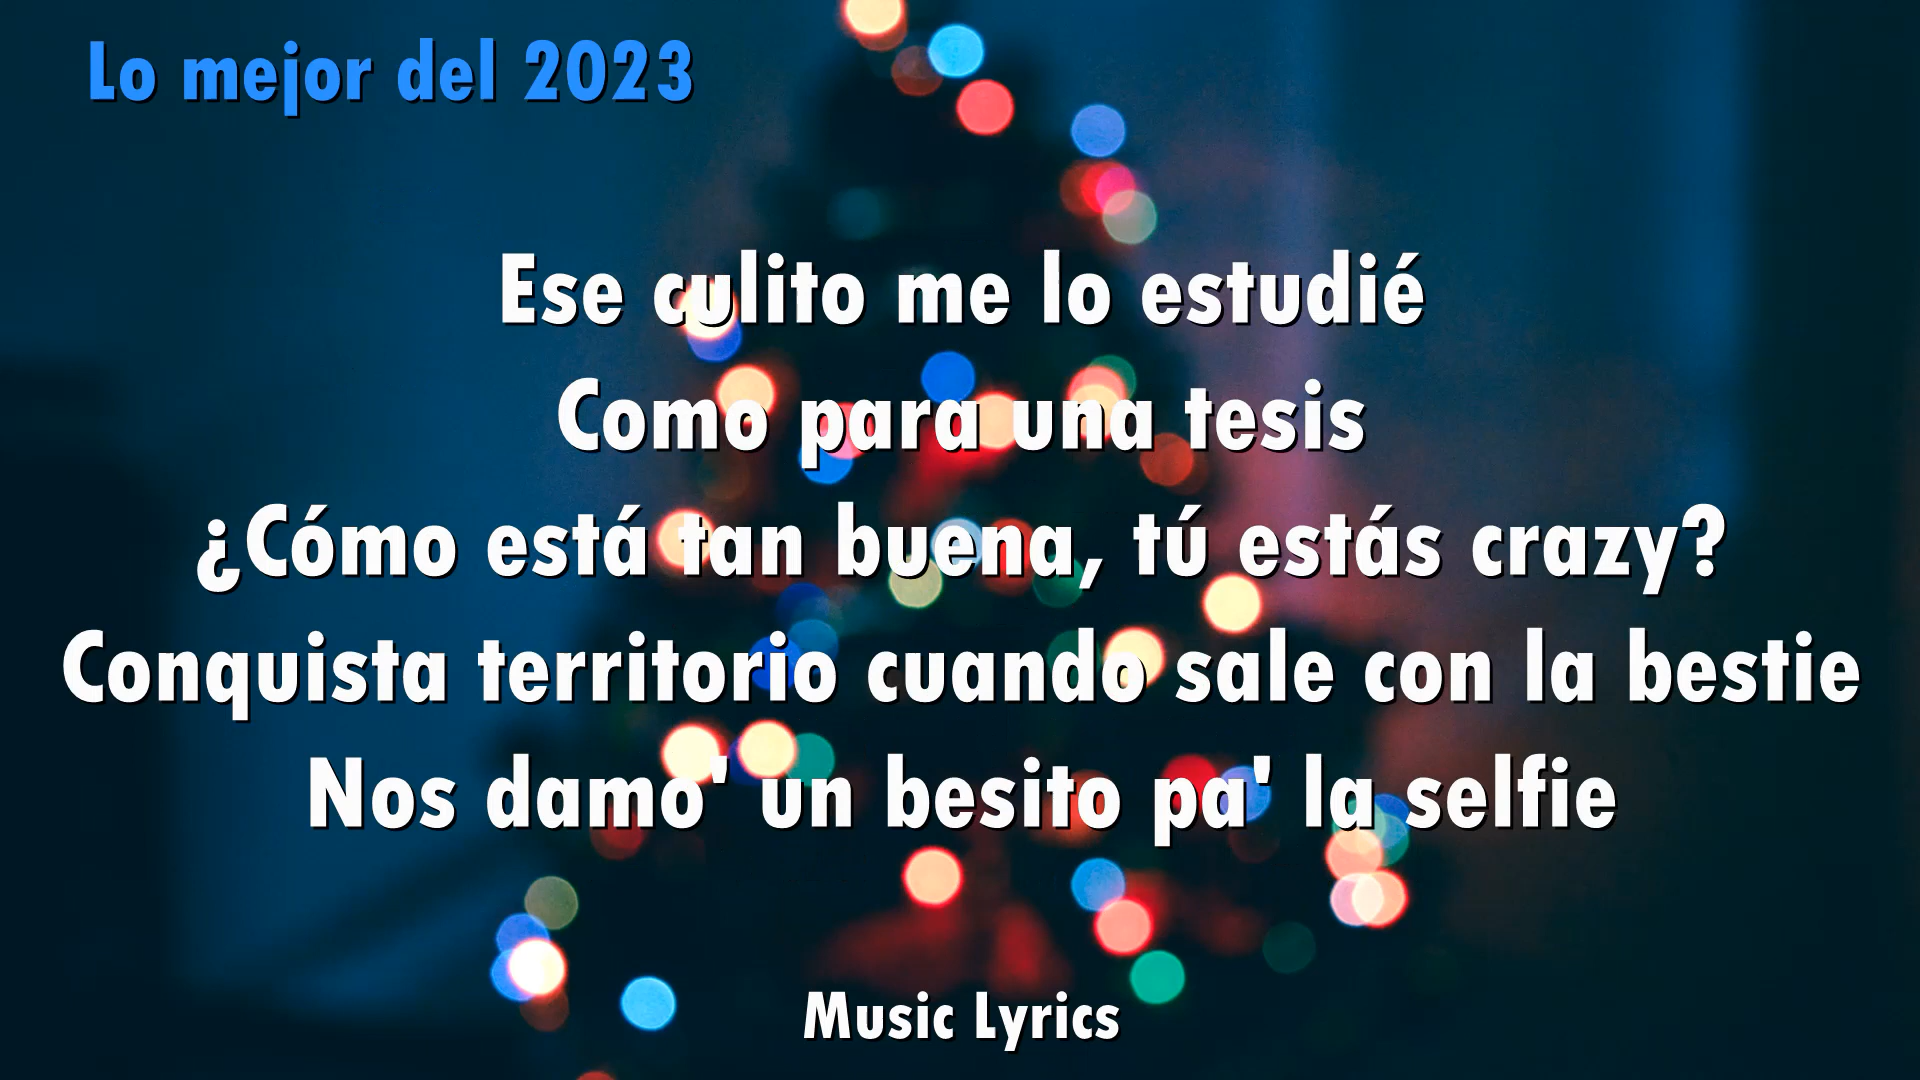 Lo mejor del 2023
Ese culito me lo estudié
Como para una tesis
¿Cómo está tan buena, tú estás crazy?
Conquista territorio cuando sale con la bestie
Nos damo' un besito pa' la selfie
Music Lyrics